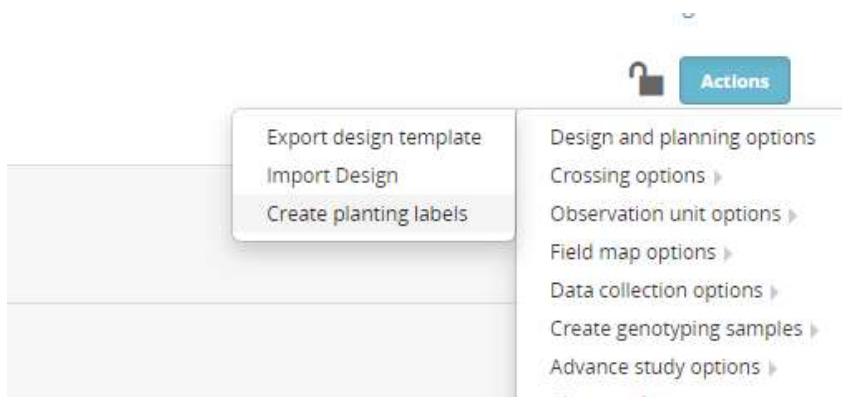 Actions
Export design template
Import Design
Create planting labels
Design and planning options
Crossing options
Observation unit options
Field map options
Data collection options
Create genotyping samples
Advance study options